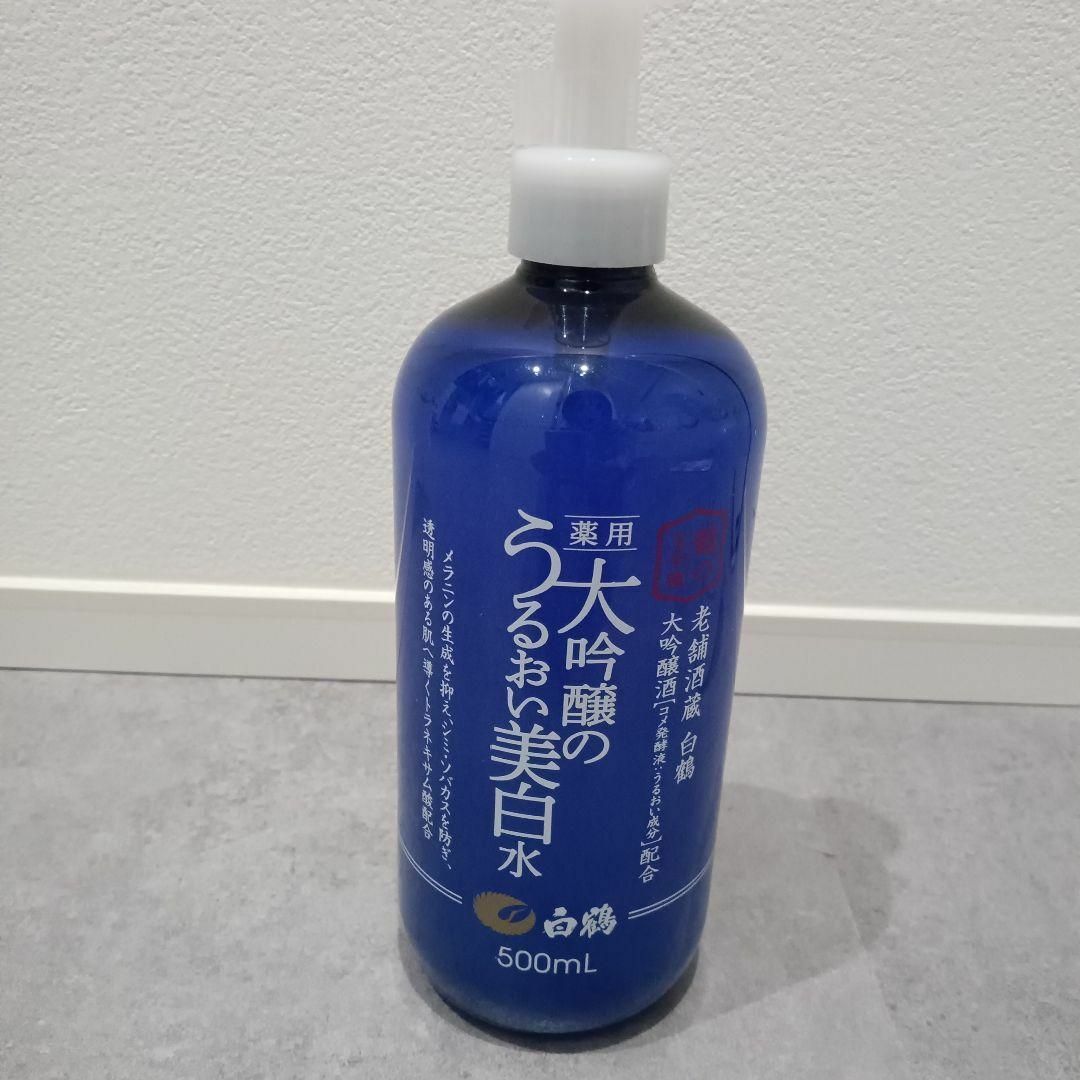 老舗酒蔵 白鶴
大吟醸酒[コメ発酵液:うるおい成分]配合
薬用
大吟醸の
うるおい美白水
メラニンの生成を抑え、シミ・ソバカスを防ぎ、
透明感のある肌へ導くトラネキサム酸配合
白鶴
500mL